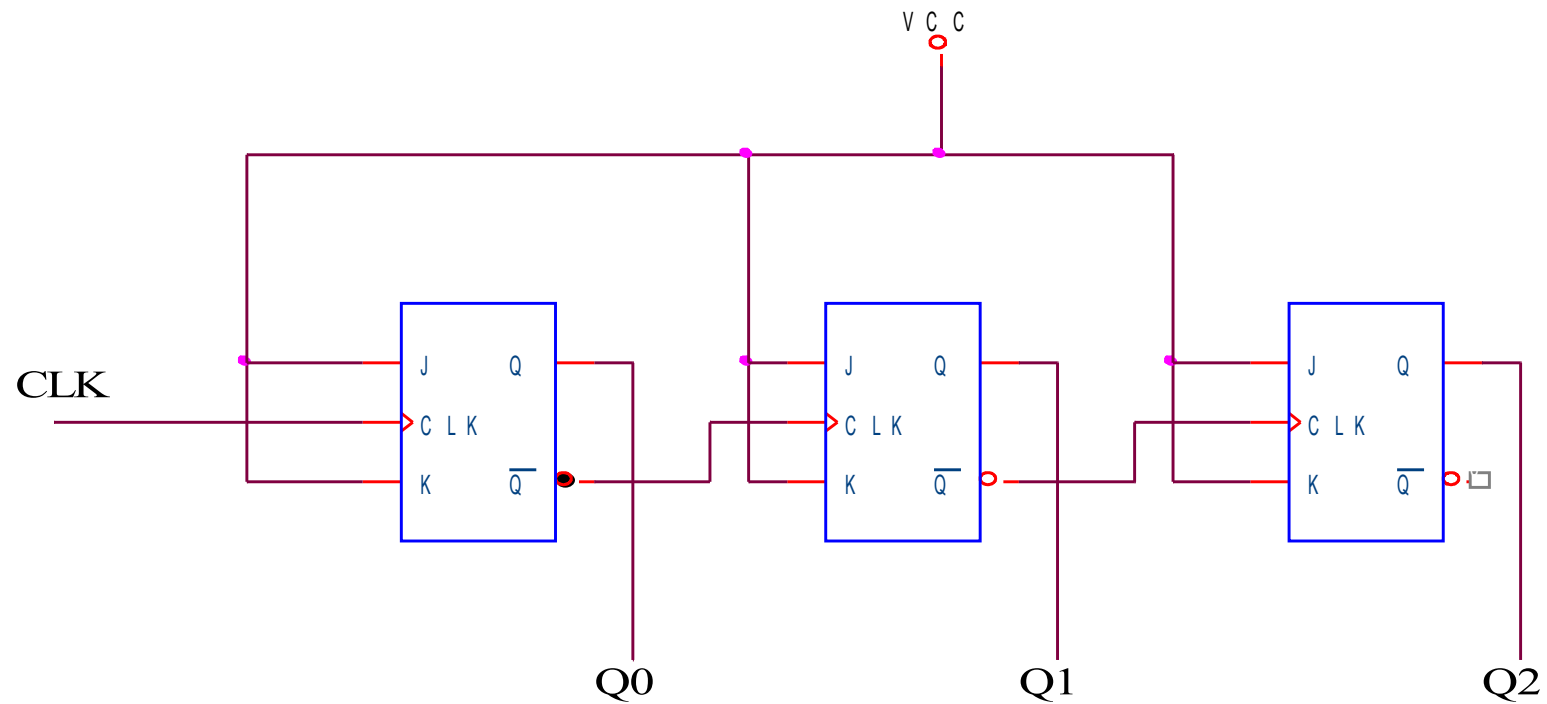 VCC
J Q J Q J Q
CLK
CLK CLK CLK
K Q̅ K Q̅ K Q̅
Q0 Q1 Q2